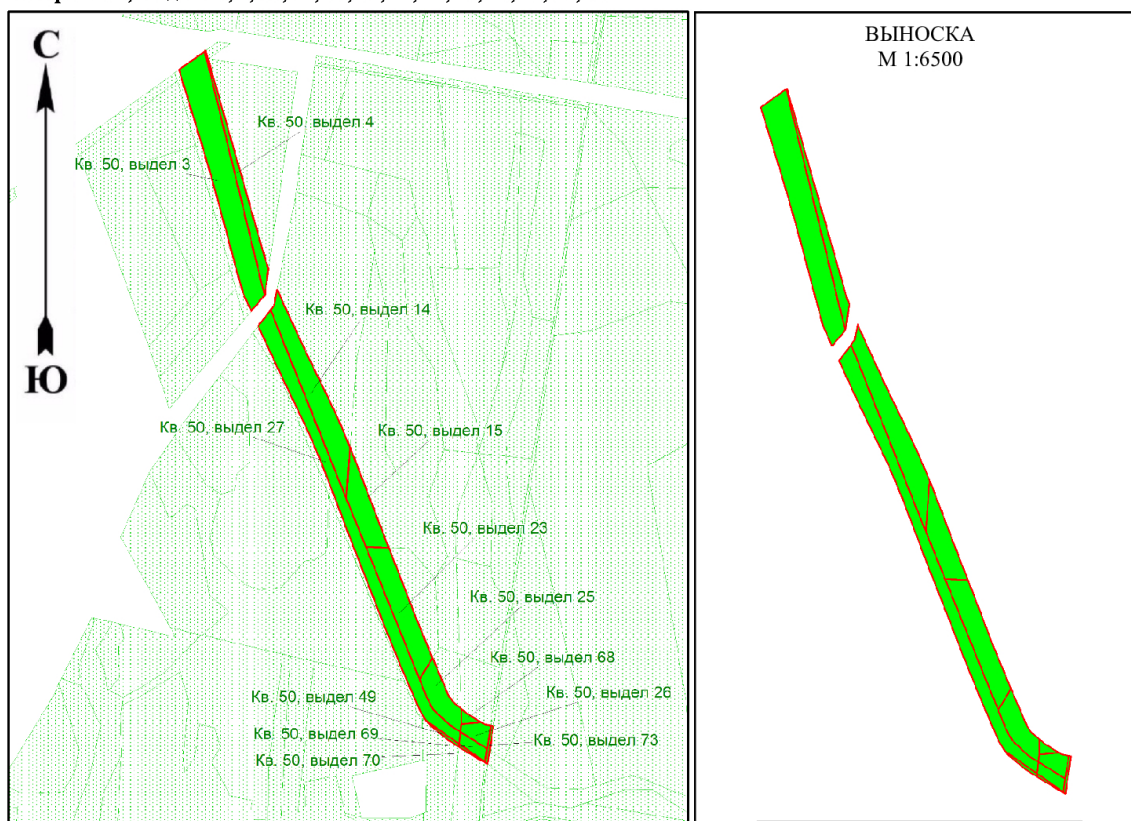 С
Ю
Кв. 50, выдел 4
Кв. 50, выдел 3
Кв. 50, выдел 14
Кв. 50, выдел 27
Кв. 50, выдел 15
Кв. 50, выдел 23
Кв. 50, выдел 25
Кв. 50, выдел 68
Кв. 50, выдел 49
Кв. 50, выдел 26
Кв. 50, выдел 69
Кв. 50, выдел 73
Кв. 50, выдел 70
ВЫНОСКА
М 1:6500